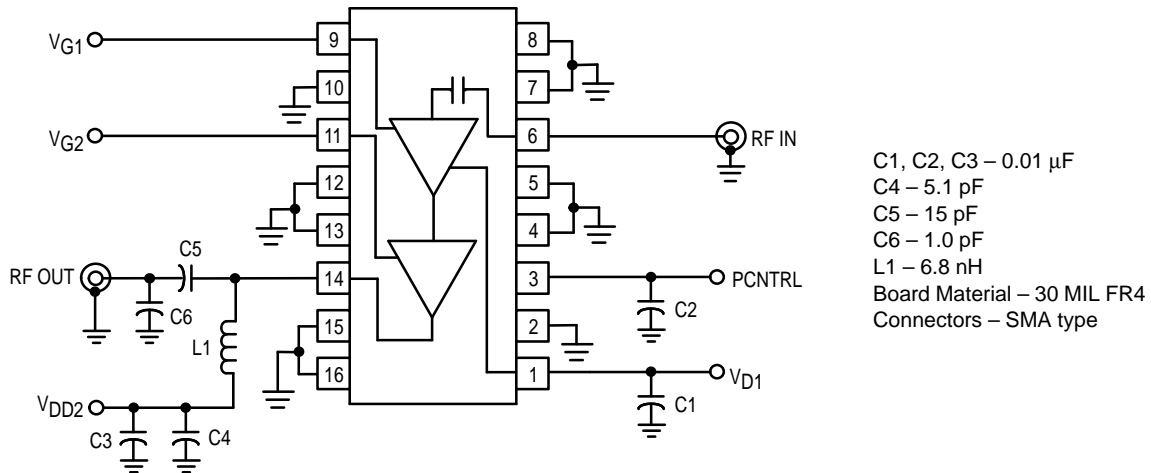 VG1
9
8
10
7
VG2
11
6
RF IN
12
5
13
4
C5
RF OUT
14
3
PCNTRL
C6
C2
L1
15
2
16
1
VD1
VDD2
C3
C4
C1
C1, C2, C3 – 0.01 μF
C4 – 5.1 pF
C5 – 15 pF
C6 – 1.0 pF
L1 – 6.8 nH
Board Material – 30 MIL FR4
Connectors – SMA type